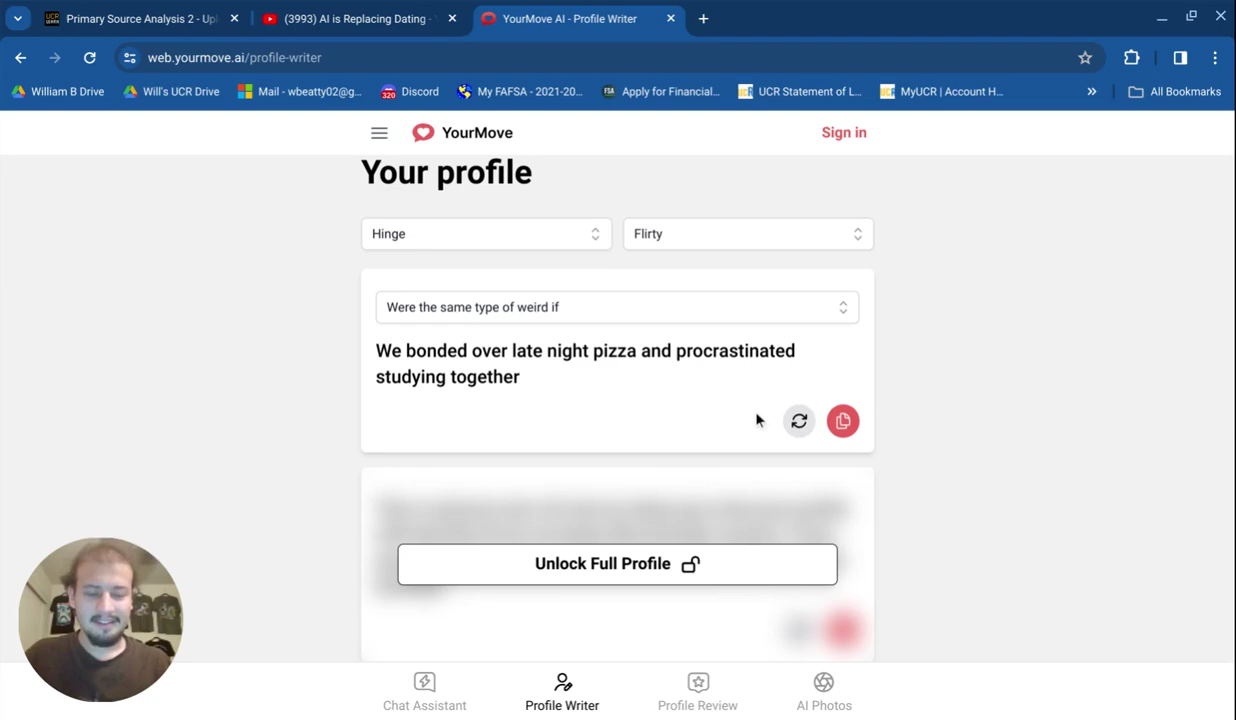 Primary Source Analysis 2 - Upl
(3993) AI is Replacing Dating -
YourMove AI - Profile Writer
web.yourmove.ai/profile-writer
William B Drive
Will's UCR Drive
Mail - wbeatty02@g...
Discord
My FAFSA - 2021-20...
Apply for Financial...
UCR Statement of L...
MyUCR | Account H...
All Bookmarks
YourMove
Sign in
Your profile
Hinge
Flirty
Were the same type of weird if
We bonded over late night pizza and procrastinated
studying together
Unlock Full Profile
Chat Assistant
Profile Writer
Profile Review
AI Photos